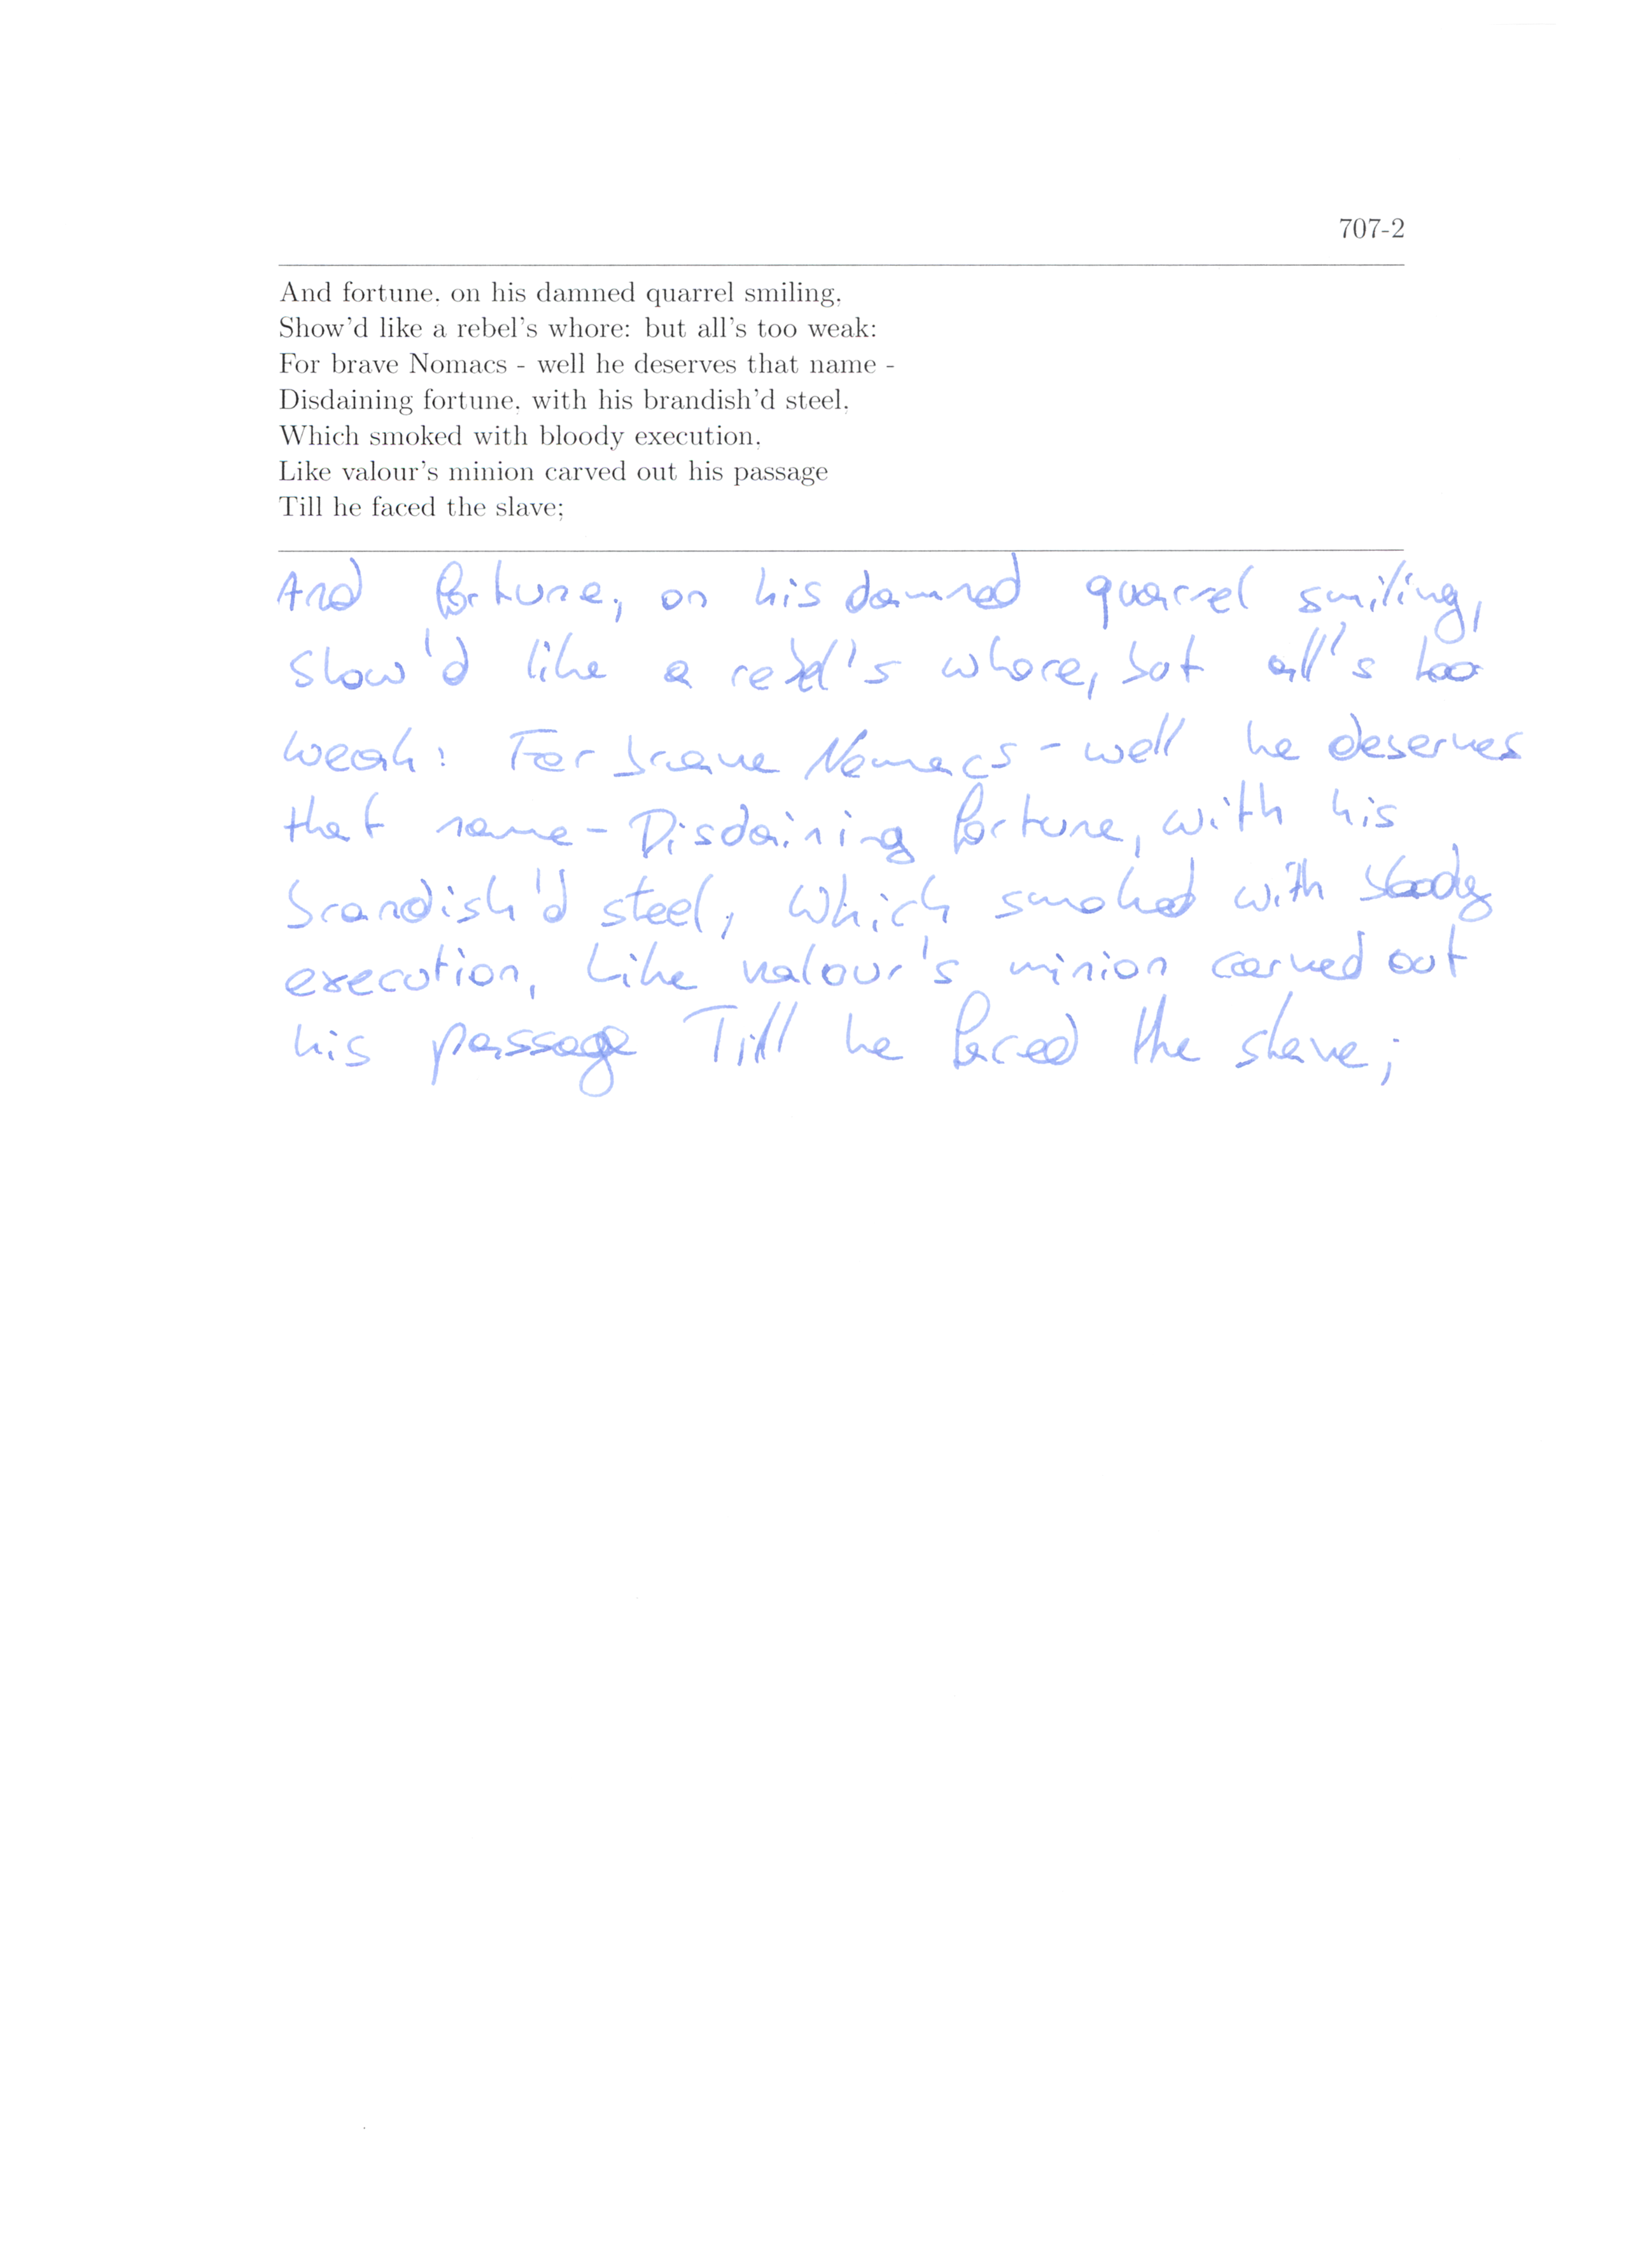 707-2
And fortune, on his damned quarrel smiling,
Show'd like a rebel's whore: but all's too weak:
For brave Nomacs - well he deserves that name -
Disdaining fortune, with his brandish'd steel,
Which smoked with bloody execution,
Like valour's minion carved out his passage
Till he faced the slave;
And fortune, on his damned quarrel smiling,
Show'd like a rebel's whore, but all's too
weak: For brave Nomacs - well he deserves
that name - Disdaining fortune, with his
brandish'd steel, Which smoked with bloody
execution, Like valour's minion carved out
his passage Till he faced the slave;